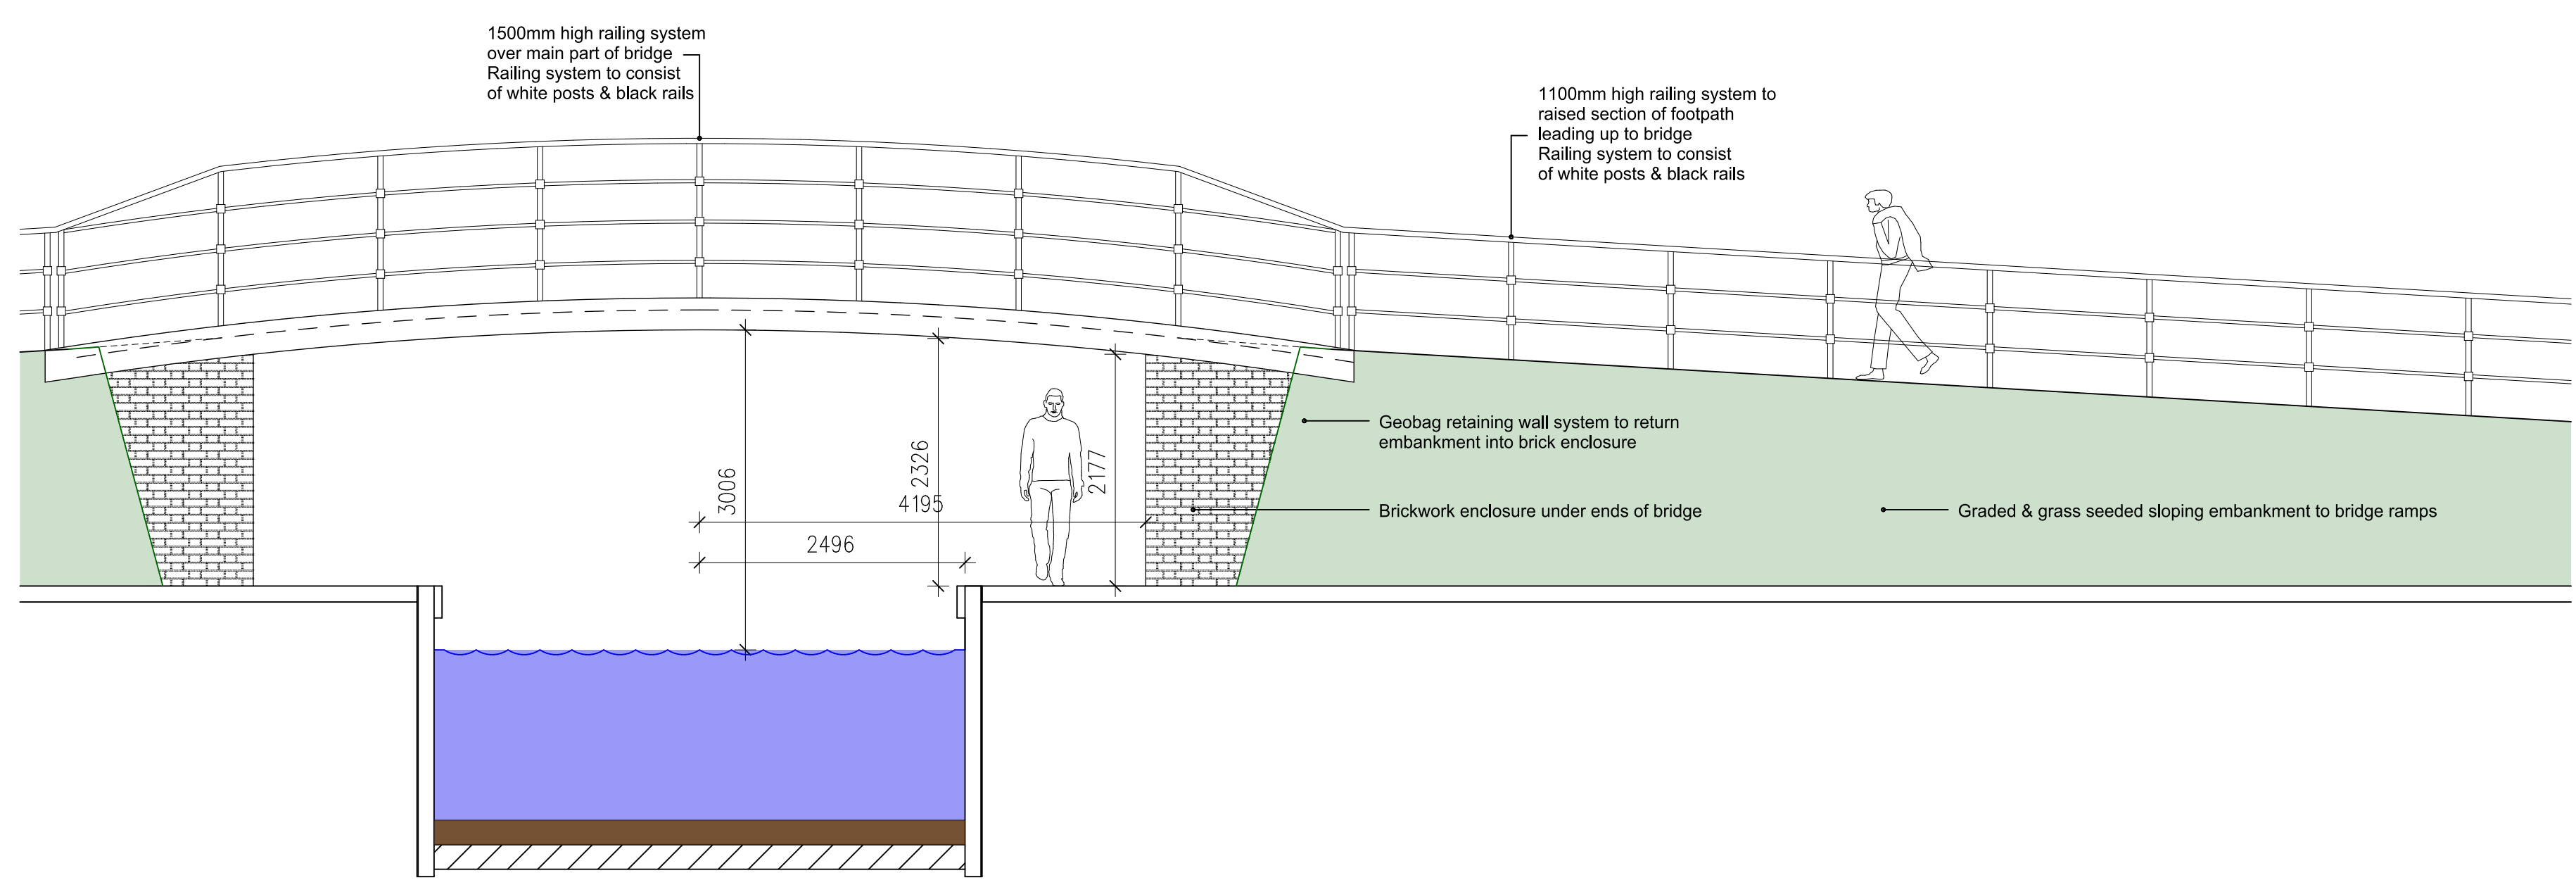 1500mm high railing system
over main part of bridge
Railing system to consist
of white posts & black rails
1100mm high railing system to
raised section of footpath
leading up to bridge
Railing system to consist
of white posts & black rails
Geobag retaining wall system to return
embankment into brick enclosure
3006
2326
2177
4195
Brickwork enclosure under ends of bridge
Graded & grass seeded sloping embankment to bridge ramps
2496